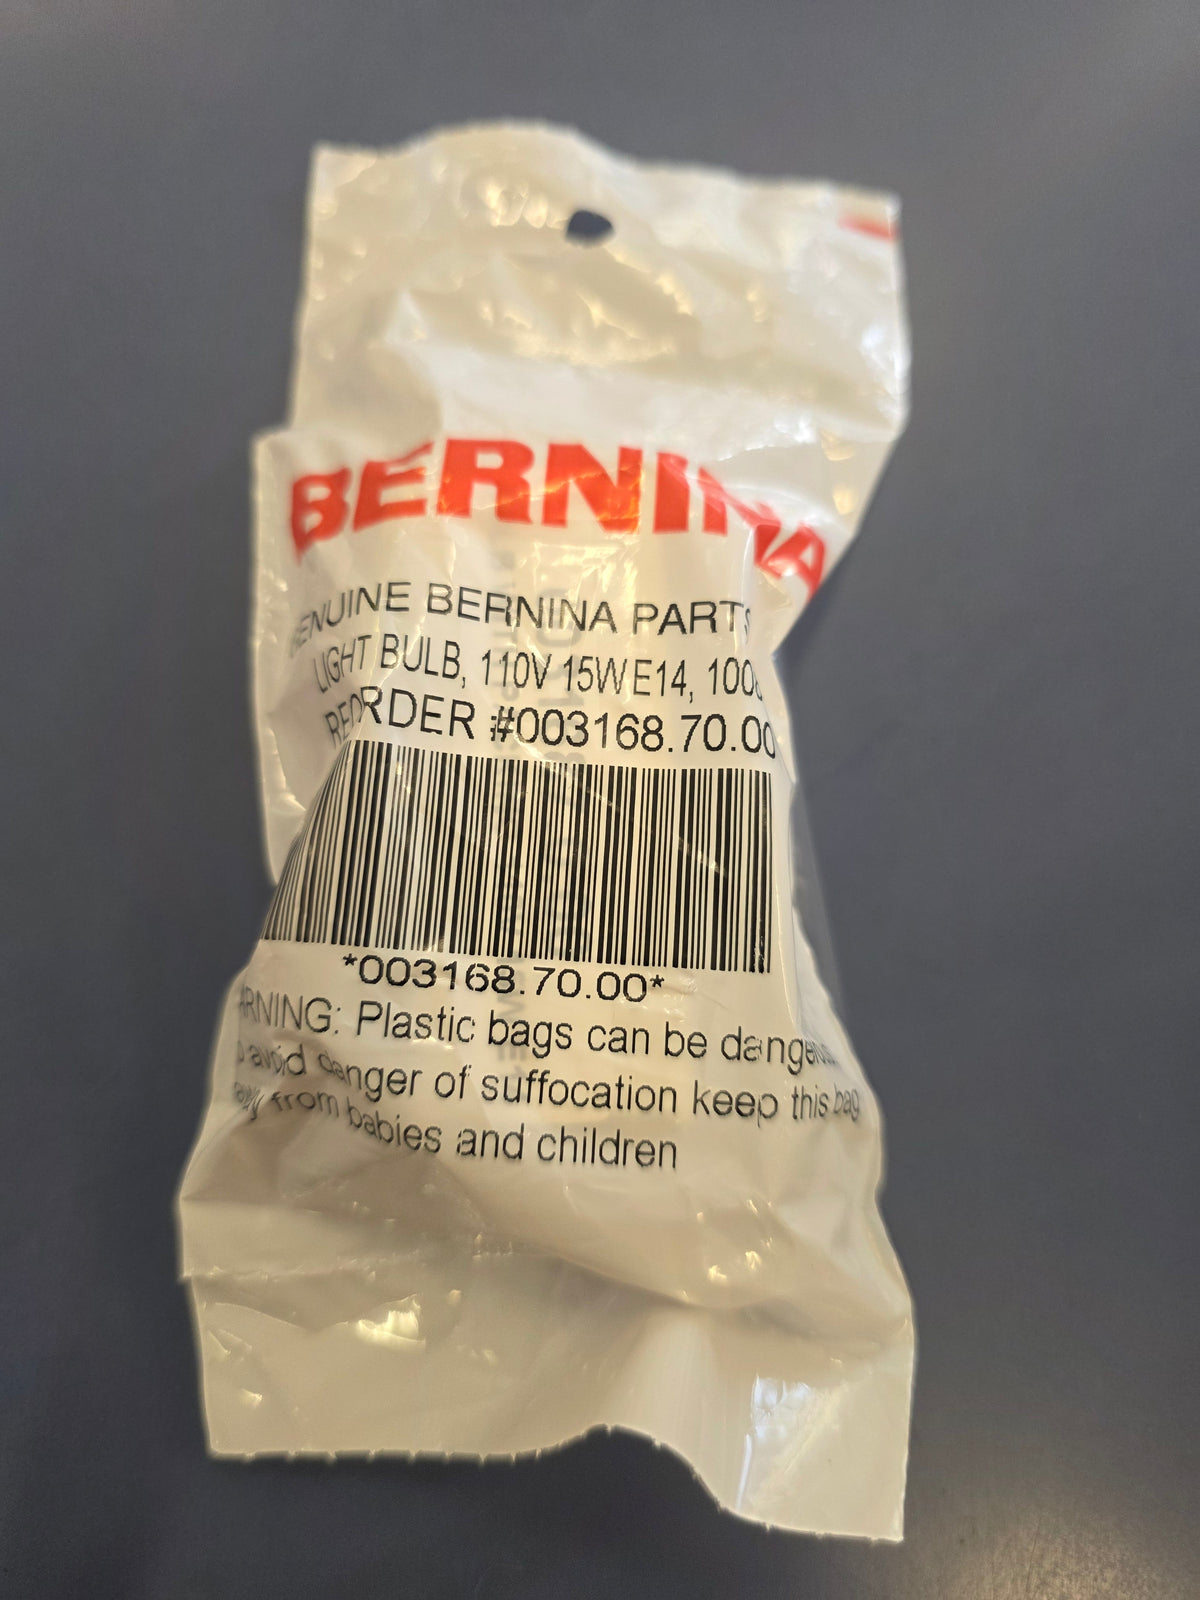 BERNINA
GENUINE BERNINA PARTS
LIGHT BULB, 110V 15W E14,
REORDER #003168.70.00
*003168.70.00*
WARNING: Plastic bags can be dangerous.
To avoid danger of suffocation keep this bag
away from babies and children